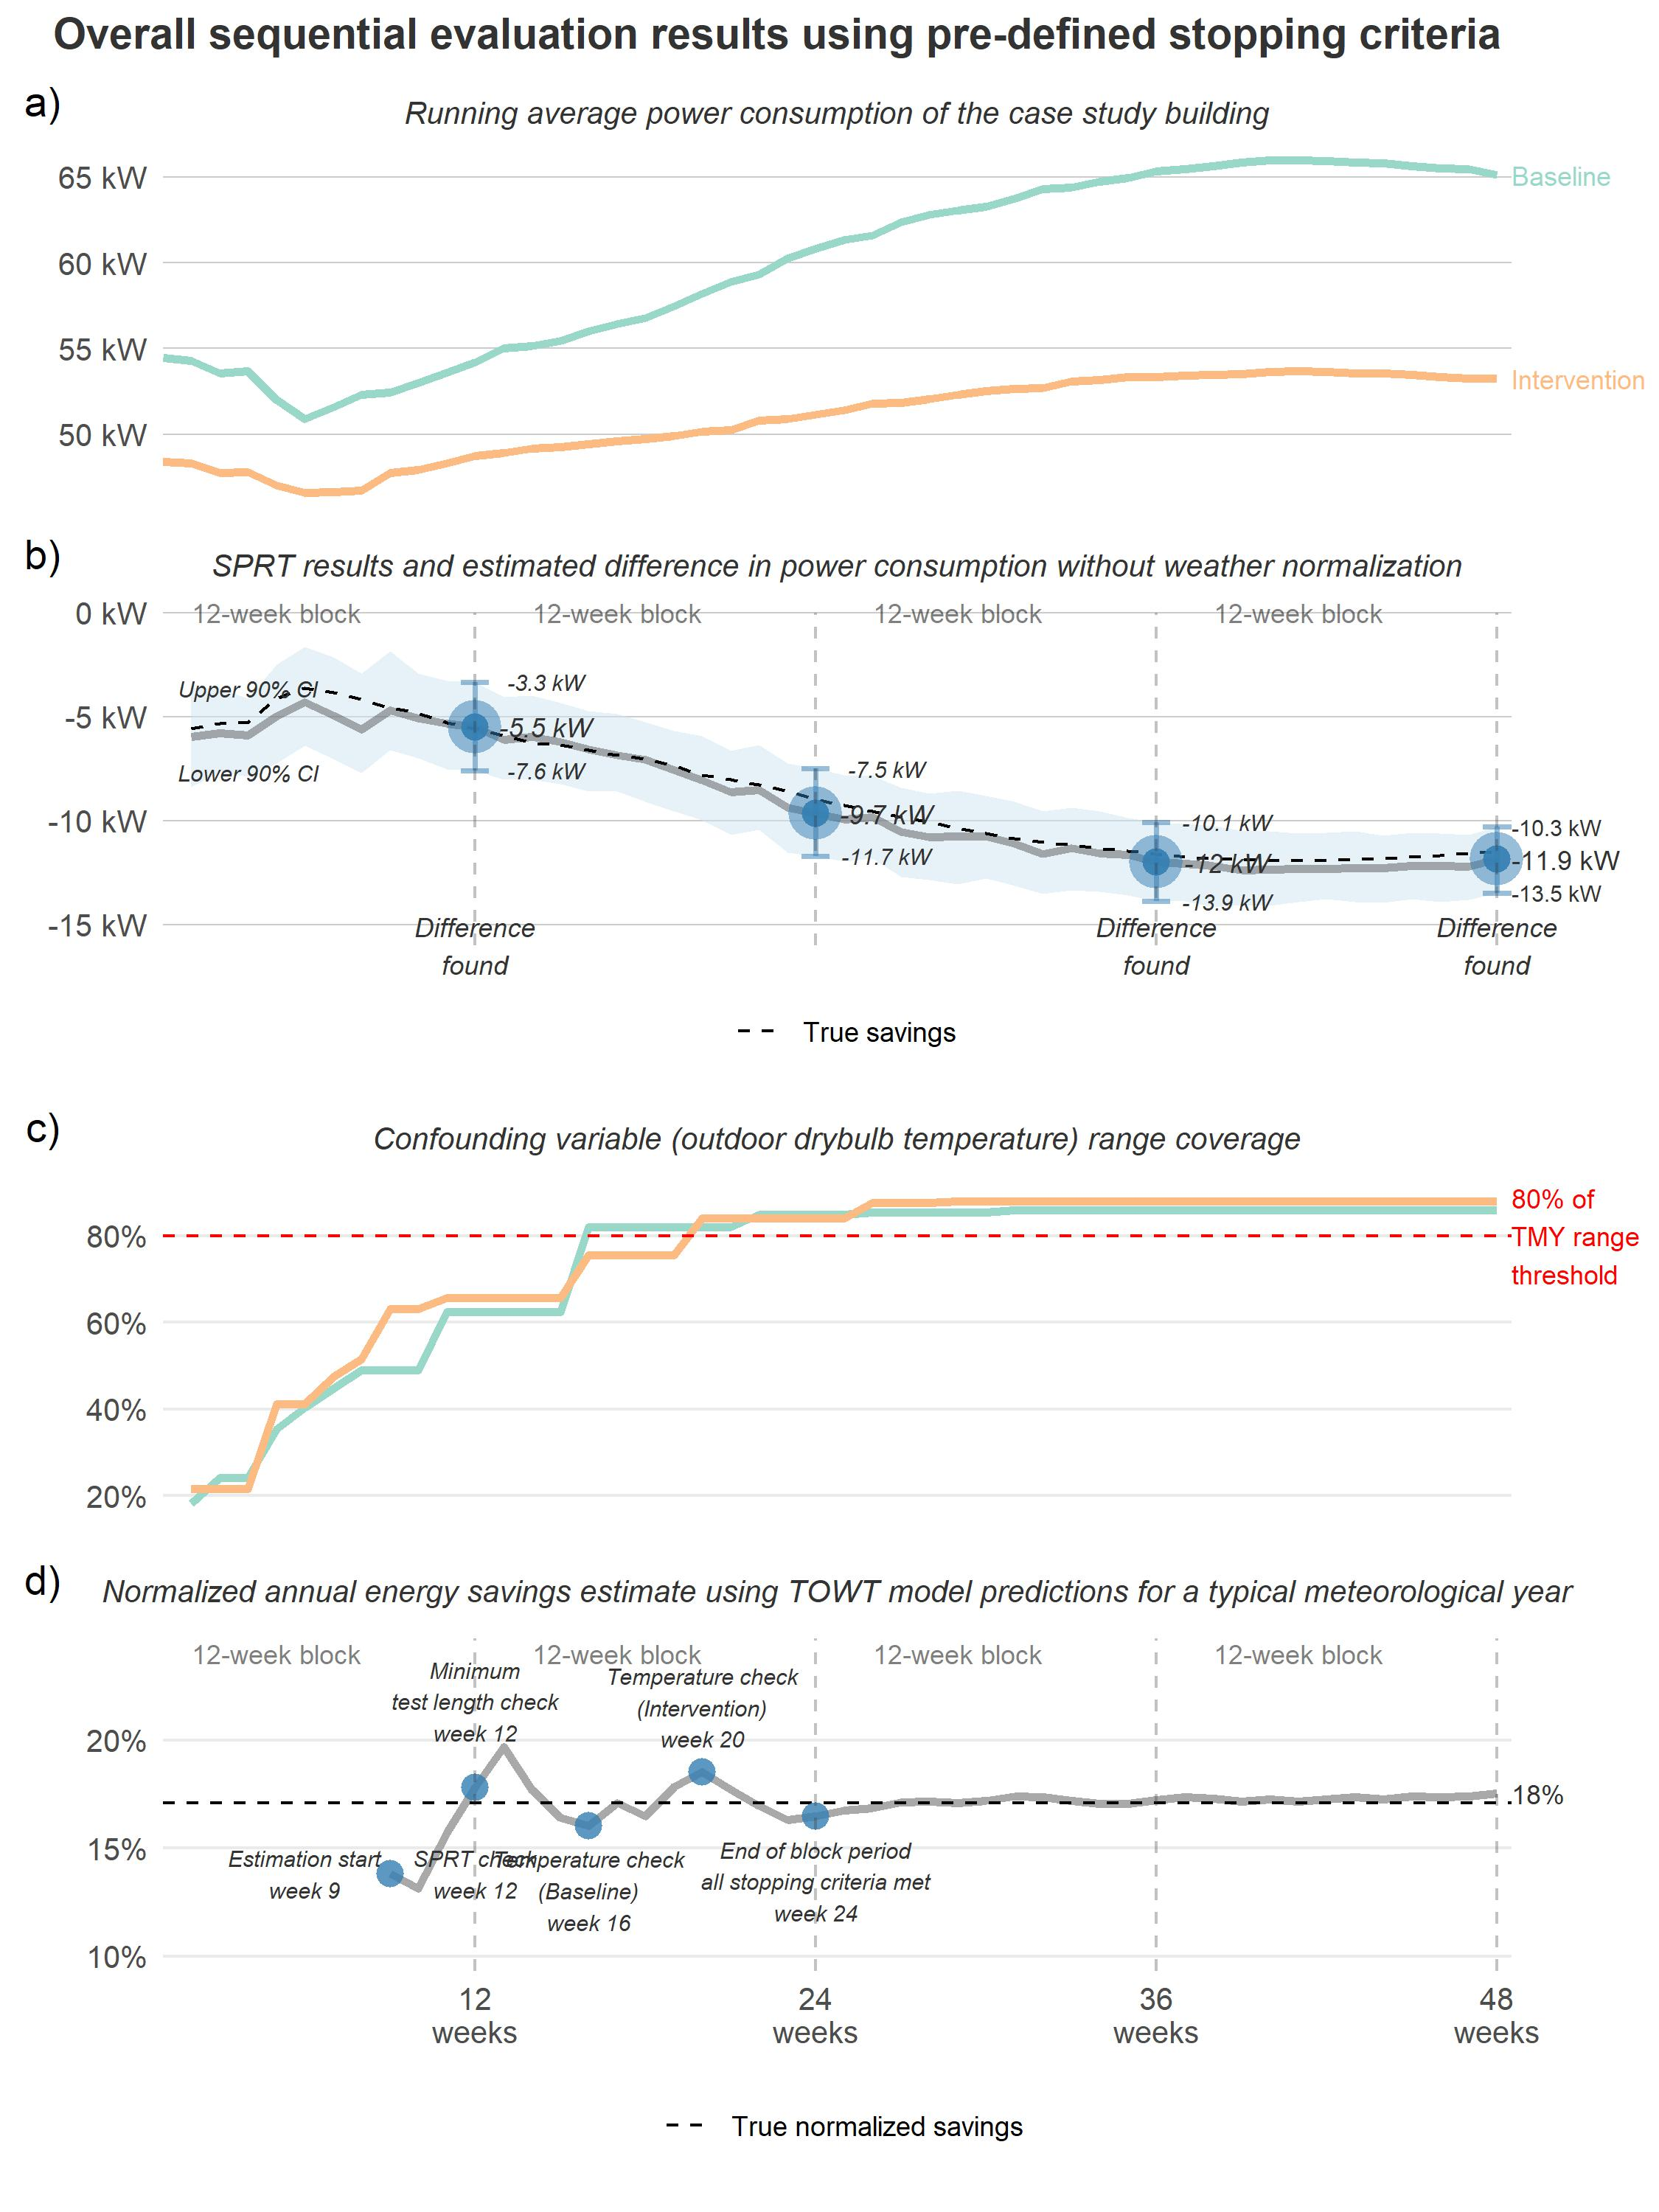 Overall sequential evaluation results using pre-defined stopping criteria
a)
Running average power consumption of the case study building
65 kW
60 kW
55 kW
50 kW
Baseline
Intervention
b)
SPRT results and estimated difference in power consumption without weather normalization
0 kW
-5 kW
-10 kW
-15 kW
12-week block
12-week block
12-week block
12-week block
Upper 90% CI
Lower 90% CI
-3.3 kW
-5.5 kW
-7.6 kW
-7.5 kW
-9.7 kW
-11.7 kW
-10.1 kW
-12 kW
-13.9 kW
-10.3 kW
-11.9 kW
-13.5 kW
Difference
found
Difference
found
Difference
found
True savings
c)
Confounding variable (outdoor drybulb temperature) range coverage
80%
60%
40%
20%
80% of
TMY range
threshold
d)
Normalized annual energy savings estimate using TOWT model predictions for a typical meteorological year
12-week block
12-week block
12-week block
12-week block
20%
15%
10%
Minimum
test length check
week 12
Temperature check
(Intervention)
week 20
18%
Estimation start
week 9
SPRT check
week 12
Temperature check
(Baseline)
week 16
End of block period
all stopping criteria met
week 24
12
weeks
24
weeks
36
weeks
48
weeks
True normalized savings